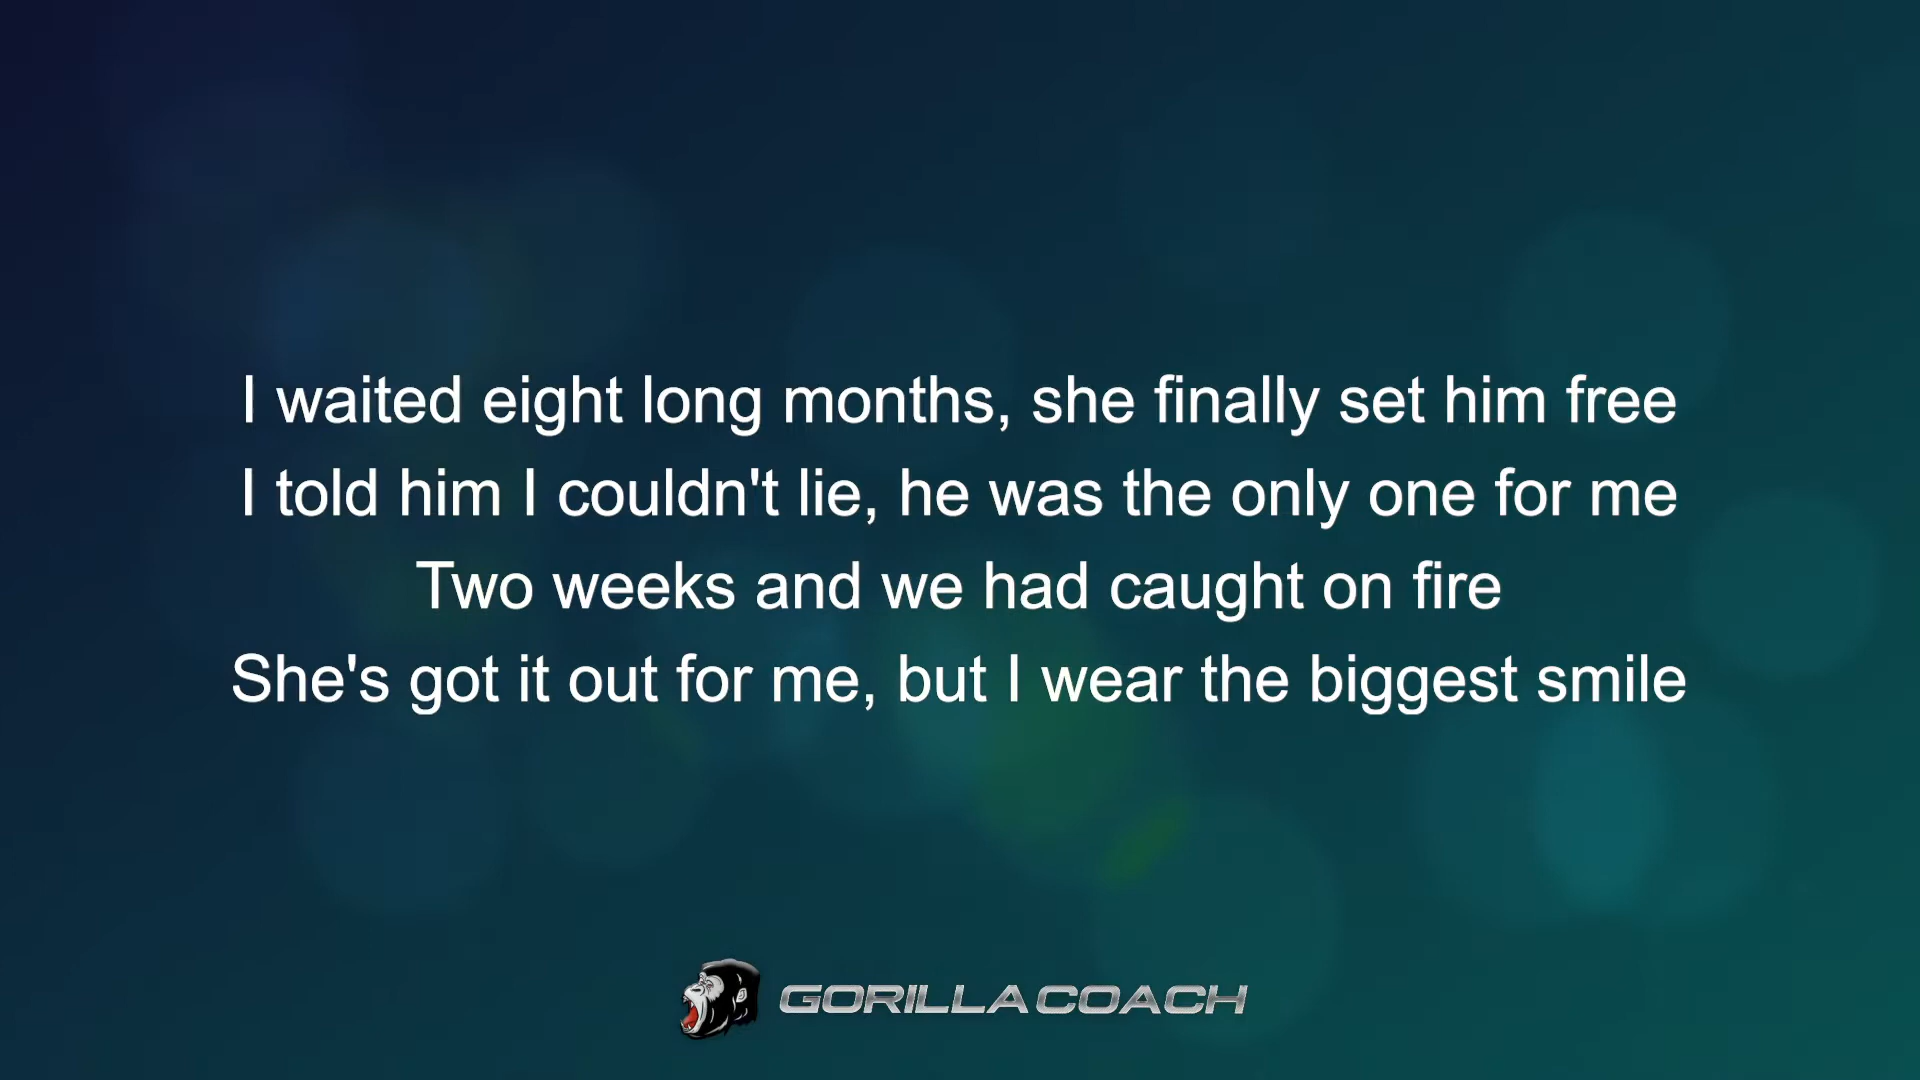 I waited eight long months, she finally set him free
I told him I couldn't lie, he was the only one for me
Two weeks and we had caught on fire
She's got it out for me, but I wear the biggest smile
GORILLA COACH